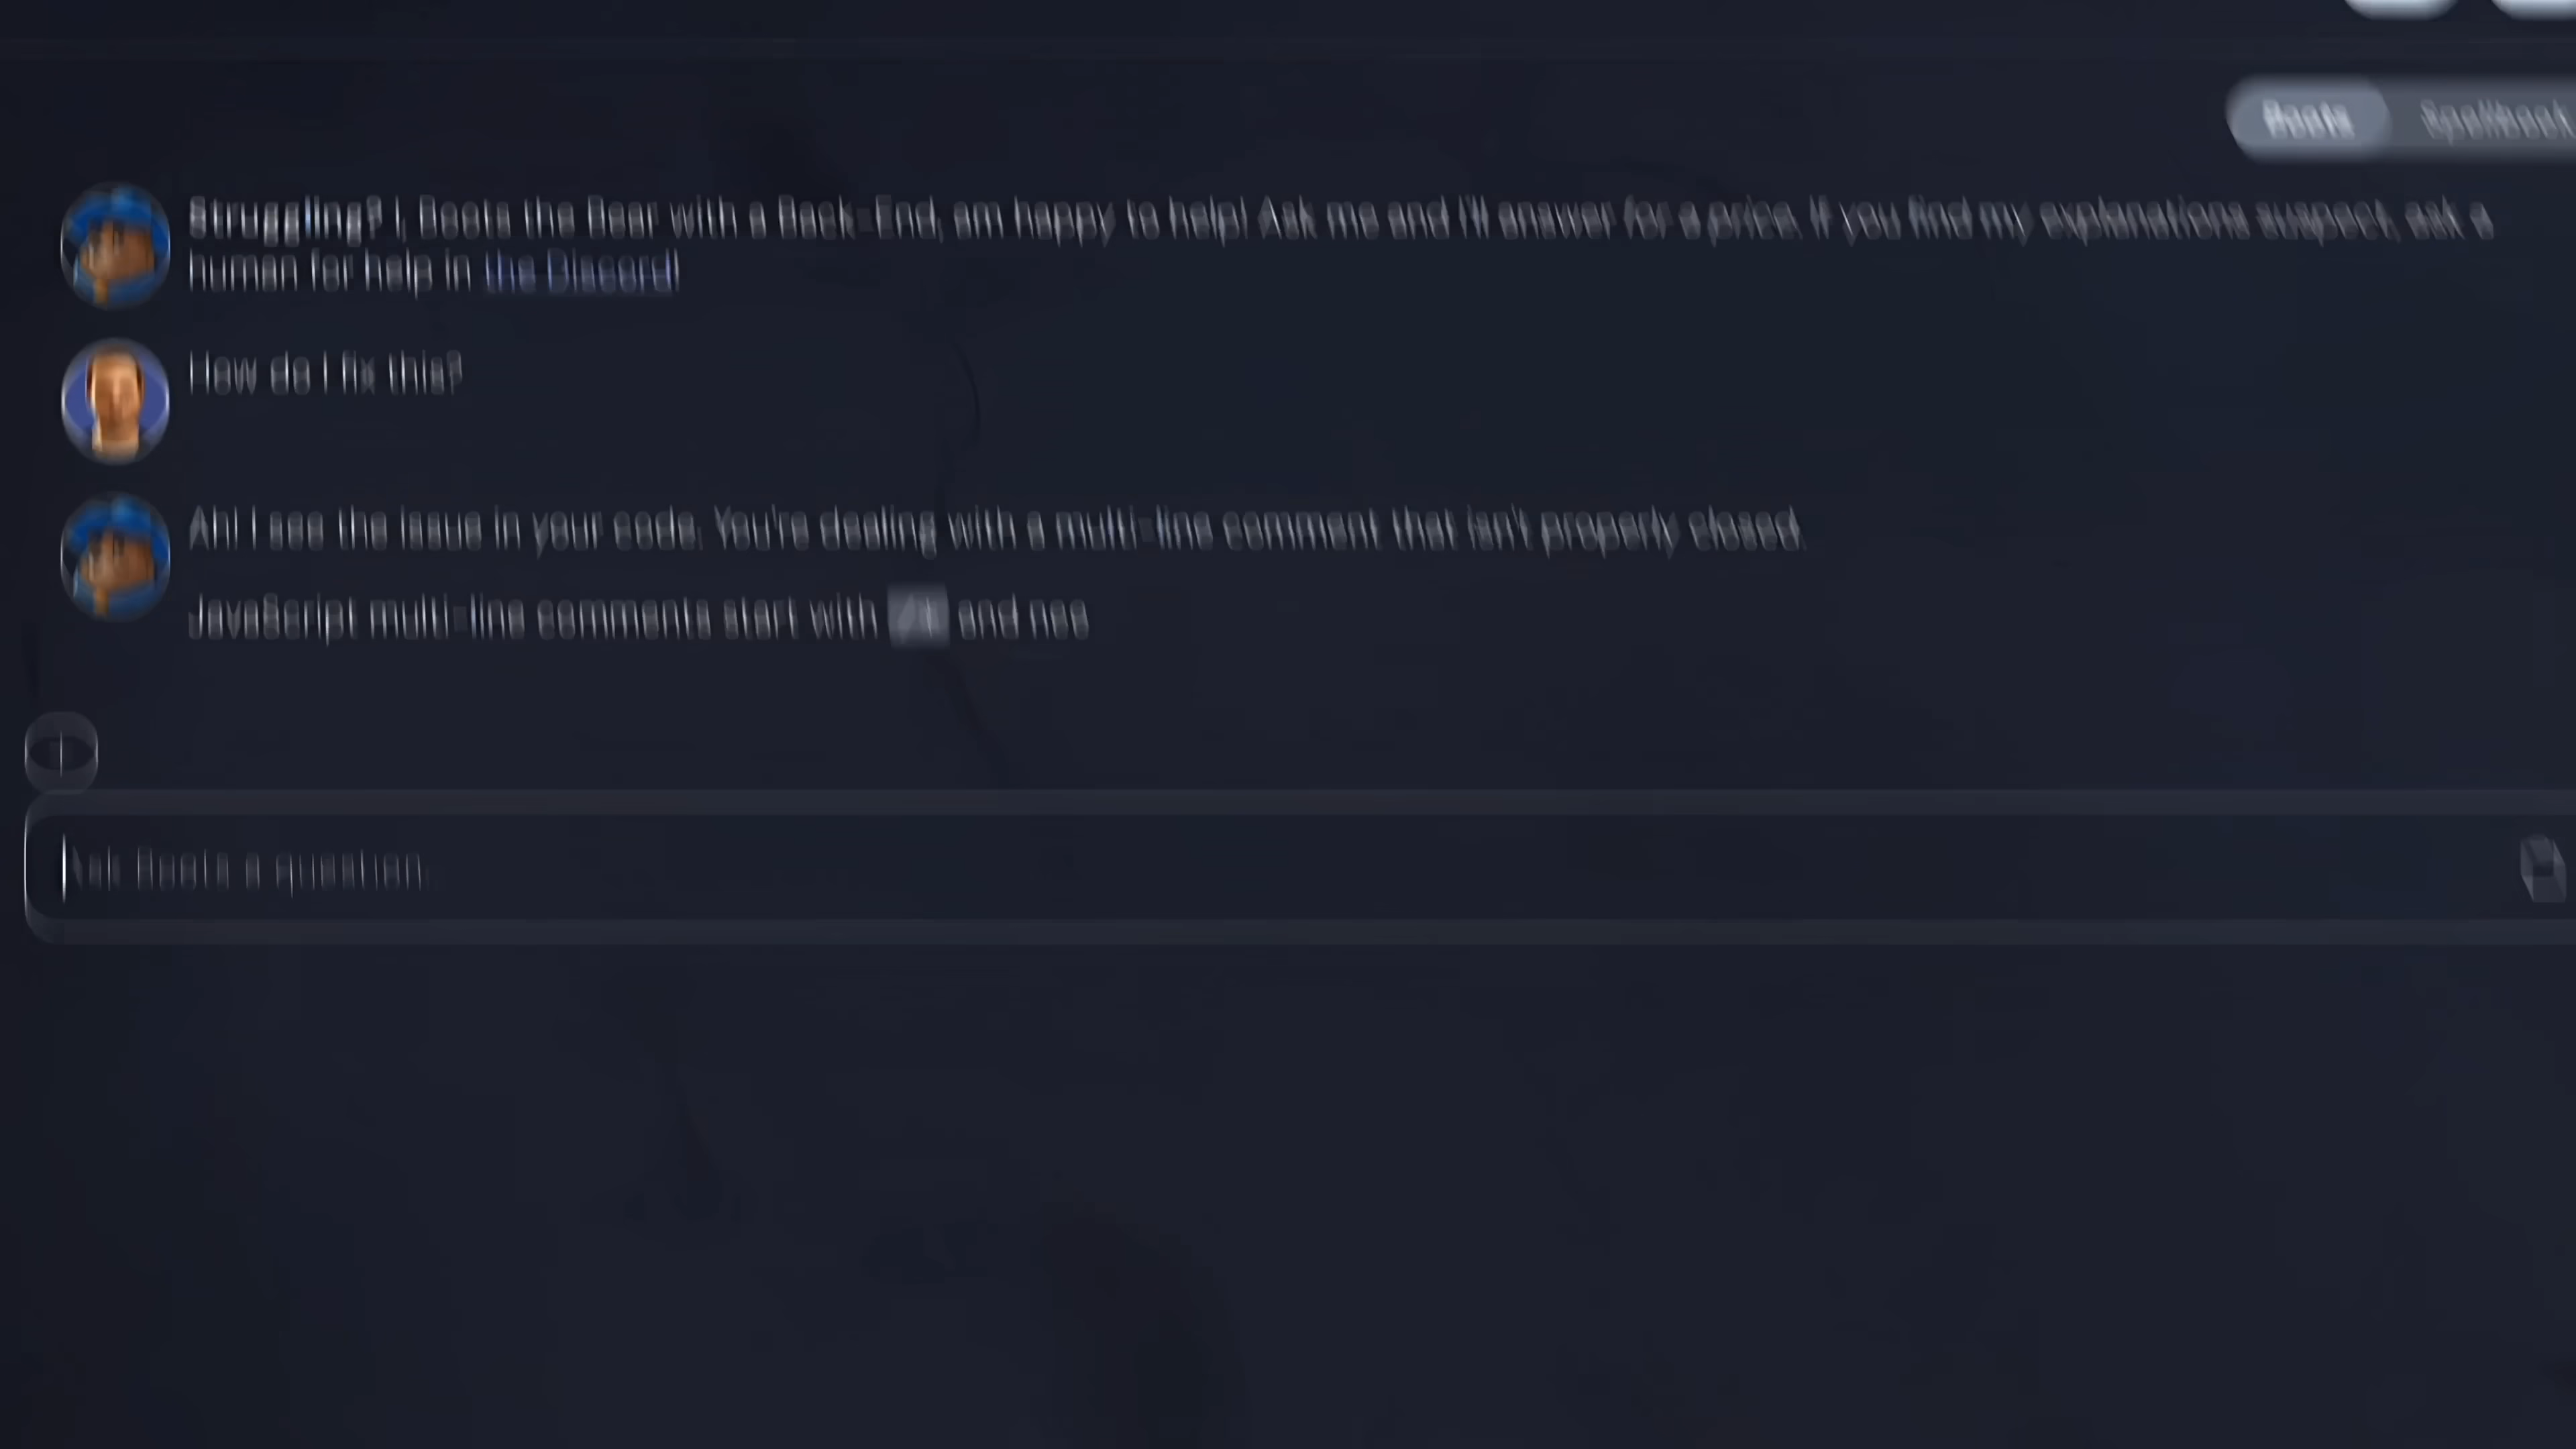 Boots Spellbook
Struggling? I, Boots the Bear with a Back-End, am happy to help! Ask me and I'll answer for a price. If you find my explanations suspect, ask a
human for help in the Discord!
How do I fix this?
Ah! I see the issue in your code. You're dealing with a multi-line comment that isn't properly closed.
JavaScript multi-line comments start with /* and nee
Ask Boots a question